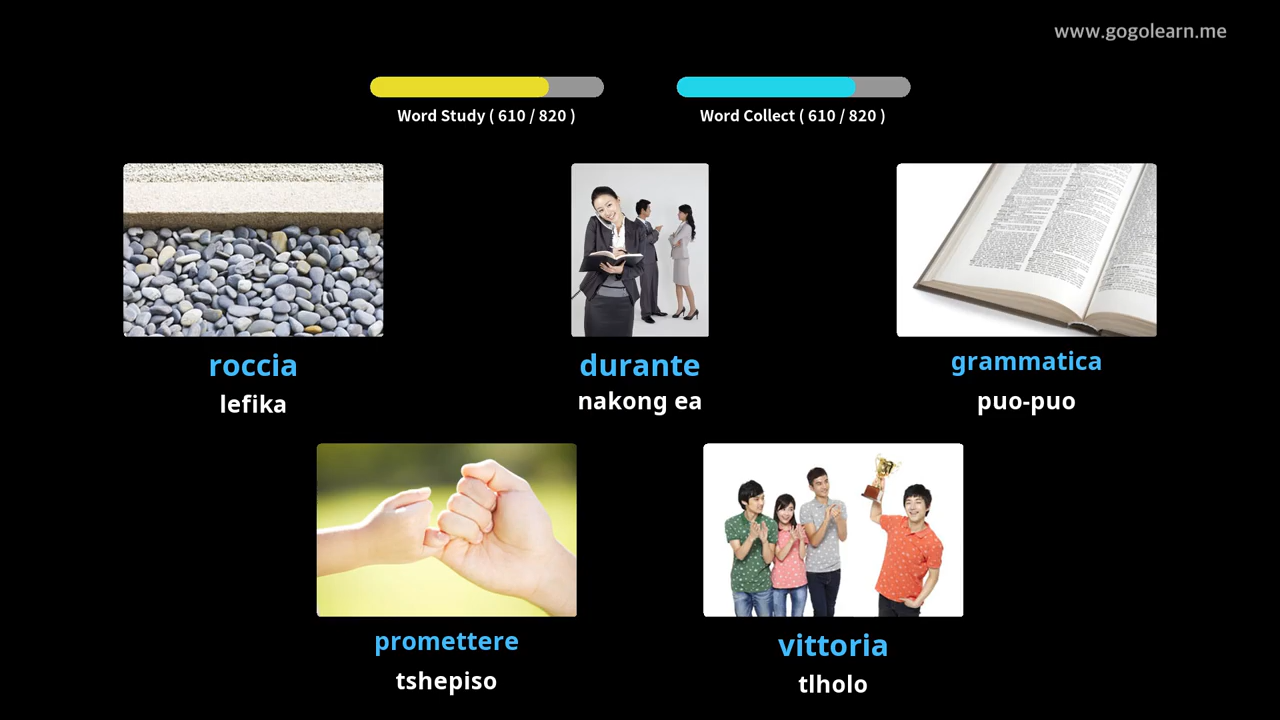 www.gogolearn.me
Word Study ( 610 / 820 )
Word Collect ( 610 / 820 )
roccia
lefika
durante
nakong ea
grammatica
puo-puo
promettere
tshepiso
vittoria
tlholo